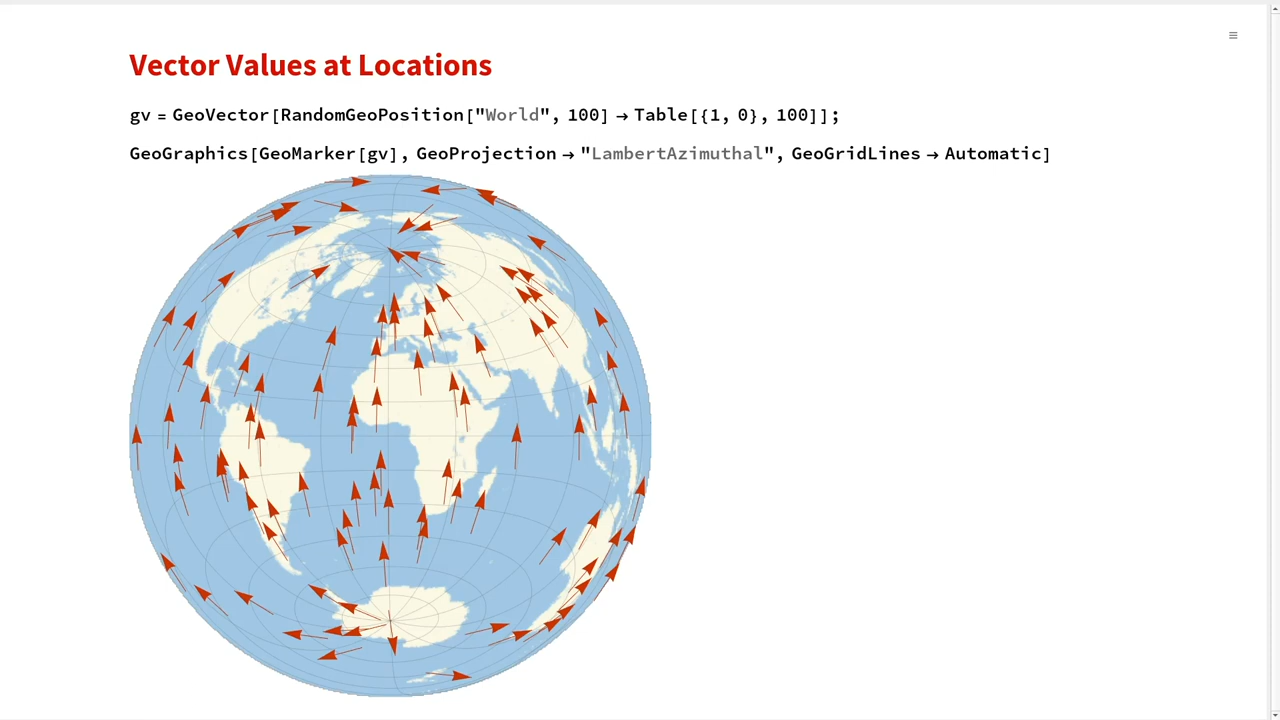 Vector Values at Locations
gv = GeoVector[RandomGeoPosition["World", 100] → Table[{1, 0}, 100]];
GeoGraphics[GeoMarker[gv], GeoProjection → "LambertAzimuthal", GeoGridLines → Automatic]